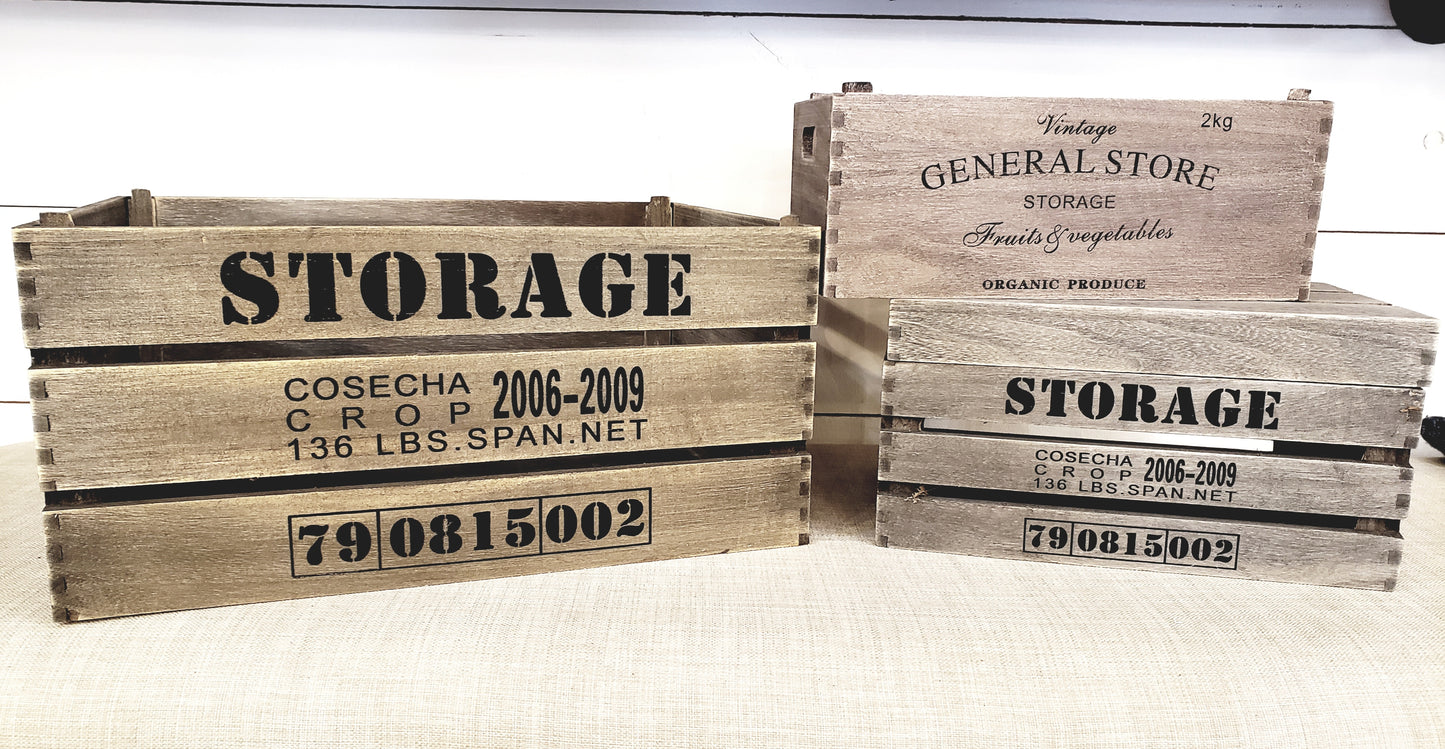 STORAGE
COSECHA
CROP 2006-2009
136 LBS.SPAN.NET
79 0815 002
Vintage 2kg
GENERAL STORE
STORAGE
Fruits & vegetables
ORGANIC PRODUCE
STORAGE
COSECHA
CROP 2006-2009
136 LBS.SPAN.NET
79 0815 002